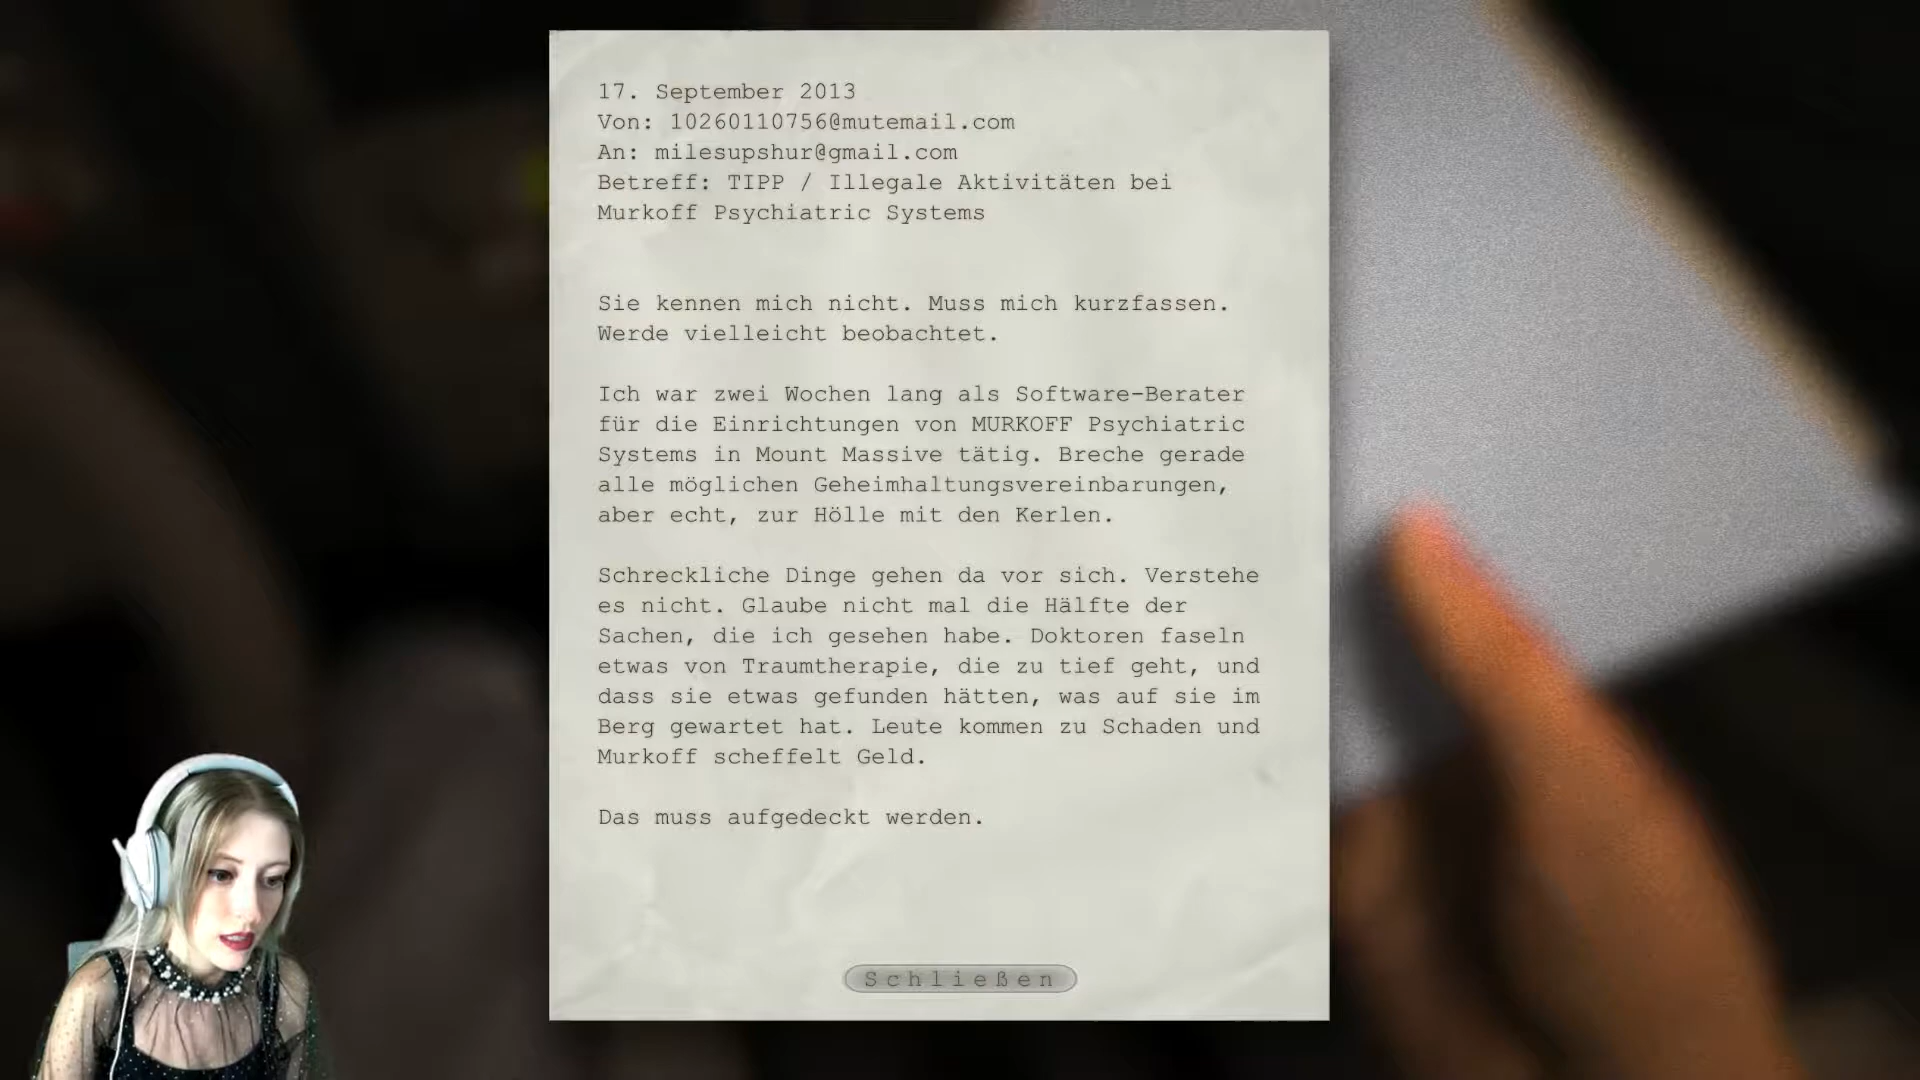 17. September 2013
Von: 10260110756@mutemail.com
An: milesupshur@gmail.com
Betreff: TIPP / Illegale Aktivitäten bei
Murkoff Psychiatric Systems
Sie kennen mich nicht. Muss mich kurzfassen.
Werde vielleicht beobachtet.
Ich war zwei Wochen lang als Software-Berater
für die Einrichtungen von MURKOFF Psychiatric
Systems in Mount Massive tätig. Breche gerade
alle möglichen Geheimhaltungsvereinbarungen,
aber echt, zur Hölle mit den Kerlen.
Schreckliche Dinge gehen da vor sich. Verstehe
es nicht. Glaube nicht mal die Hälfte der
Sachen, die ich gesehen habe. Doktoren faseln
etwas von Traumtherapie, die zu tief geht, und
dass sie etwas gefunden hätten, was auf sie im
Berg gewartet hat. Leute kommen zu Schaden und
Murkoff scheffelt Geld.
Das muss aufgedeckt werden.
Schließen